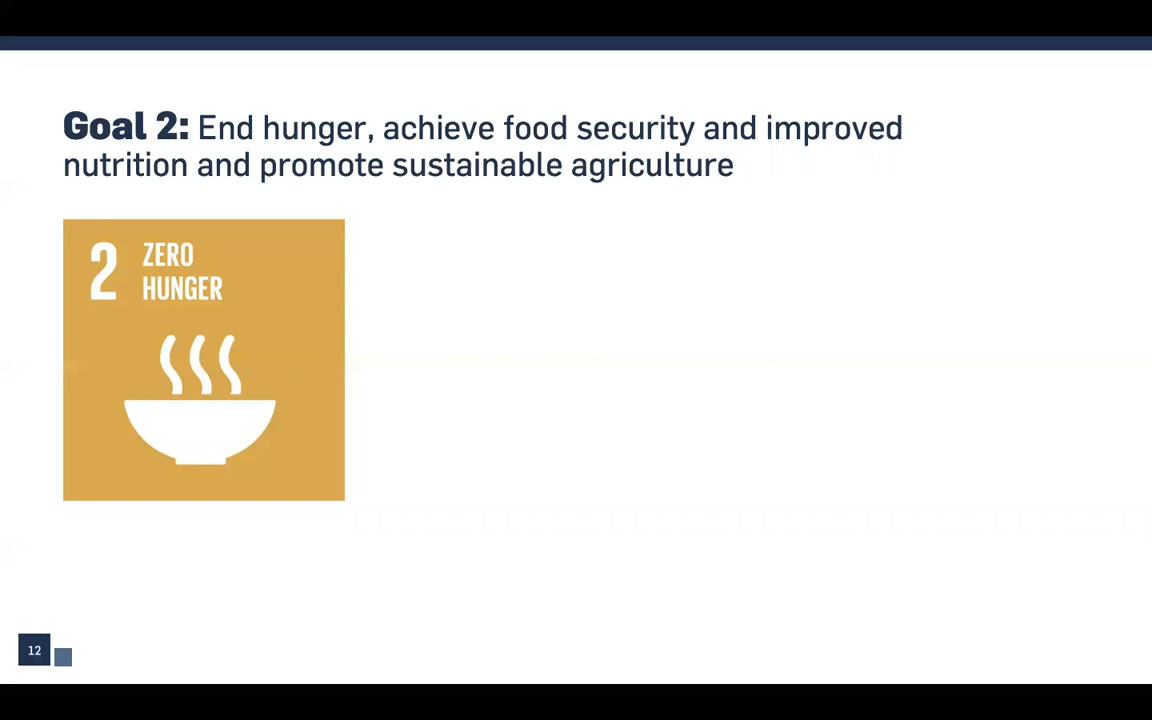 Goal 2: End hunger, achieve food security and improved
nutrition and promote sustainable agriculture
2 ZERO
HUNGER
12